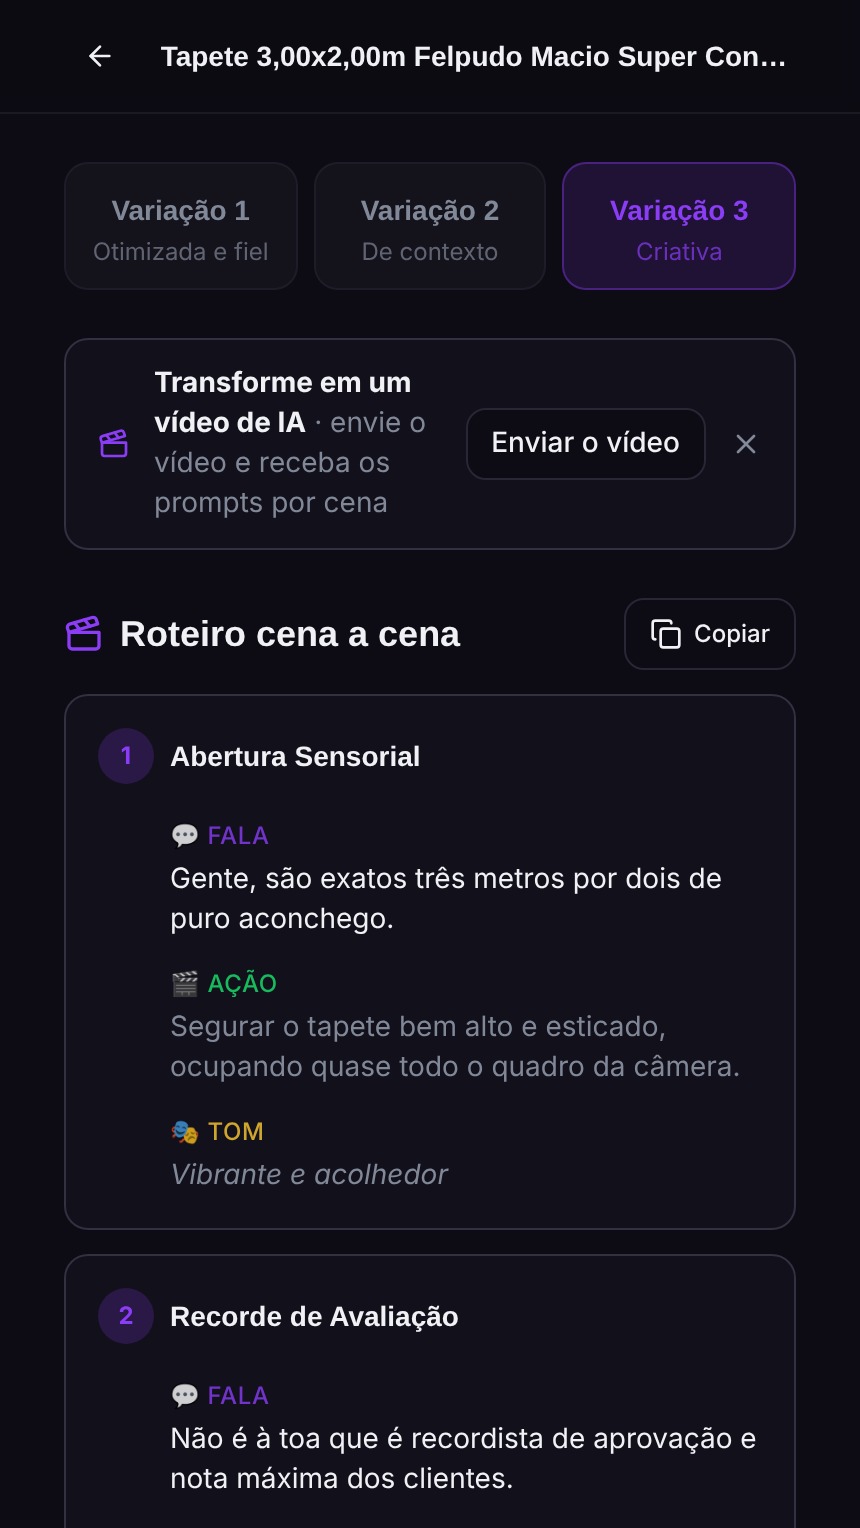 Tapete 3,00x2,00m Felpudo Macio Super Con...
Variação 1
Otimizada e fiel
Variação 2
De contexto
Variação 3
Criativa
Transforme em um
vídeo de IA · envie o
vídeo e receba os
prompts por cena
Enviar o vídeo
Roteiro cena a cena
Copiar
1
Abertura Sensorial
FALA
Gente, são exatos três metros por dois de
puro aconchego.
AÇÃO
Segurar o tapete bem alto e esticado,
ocupando quase todo o quadro da câmera.
TOM
Vibrante e acolhedor
2
Recorde de Avaliação
FALA
Não é à toa que é recordista de aprovação e
nota máxima dos clientes.